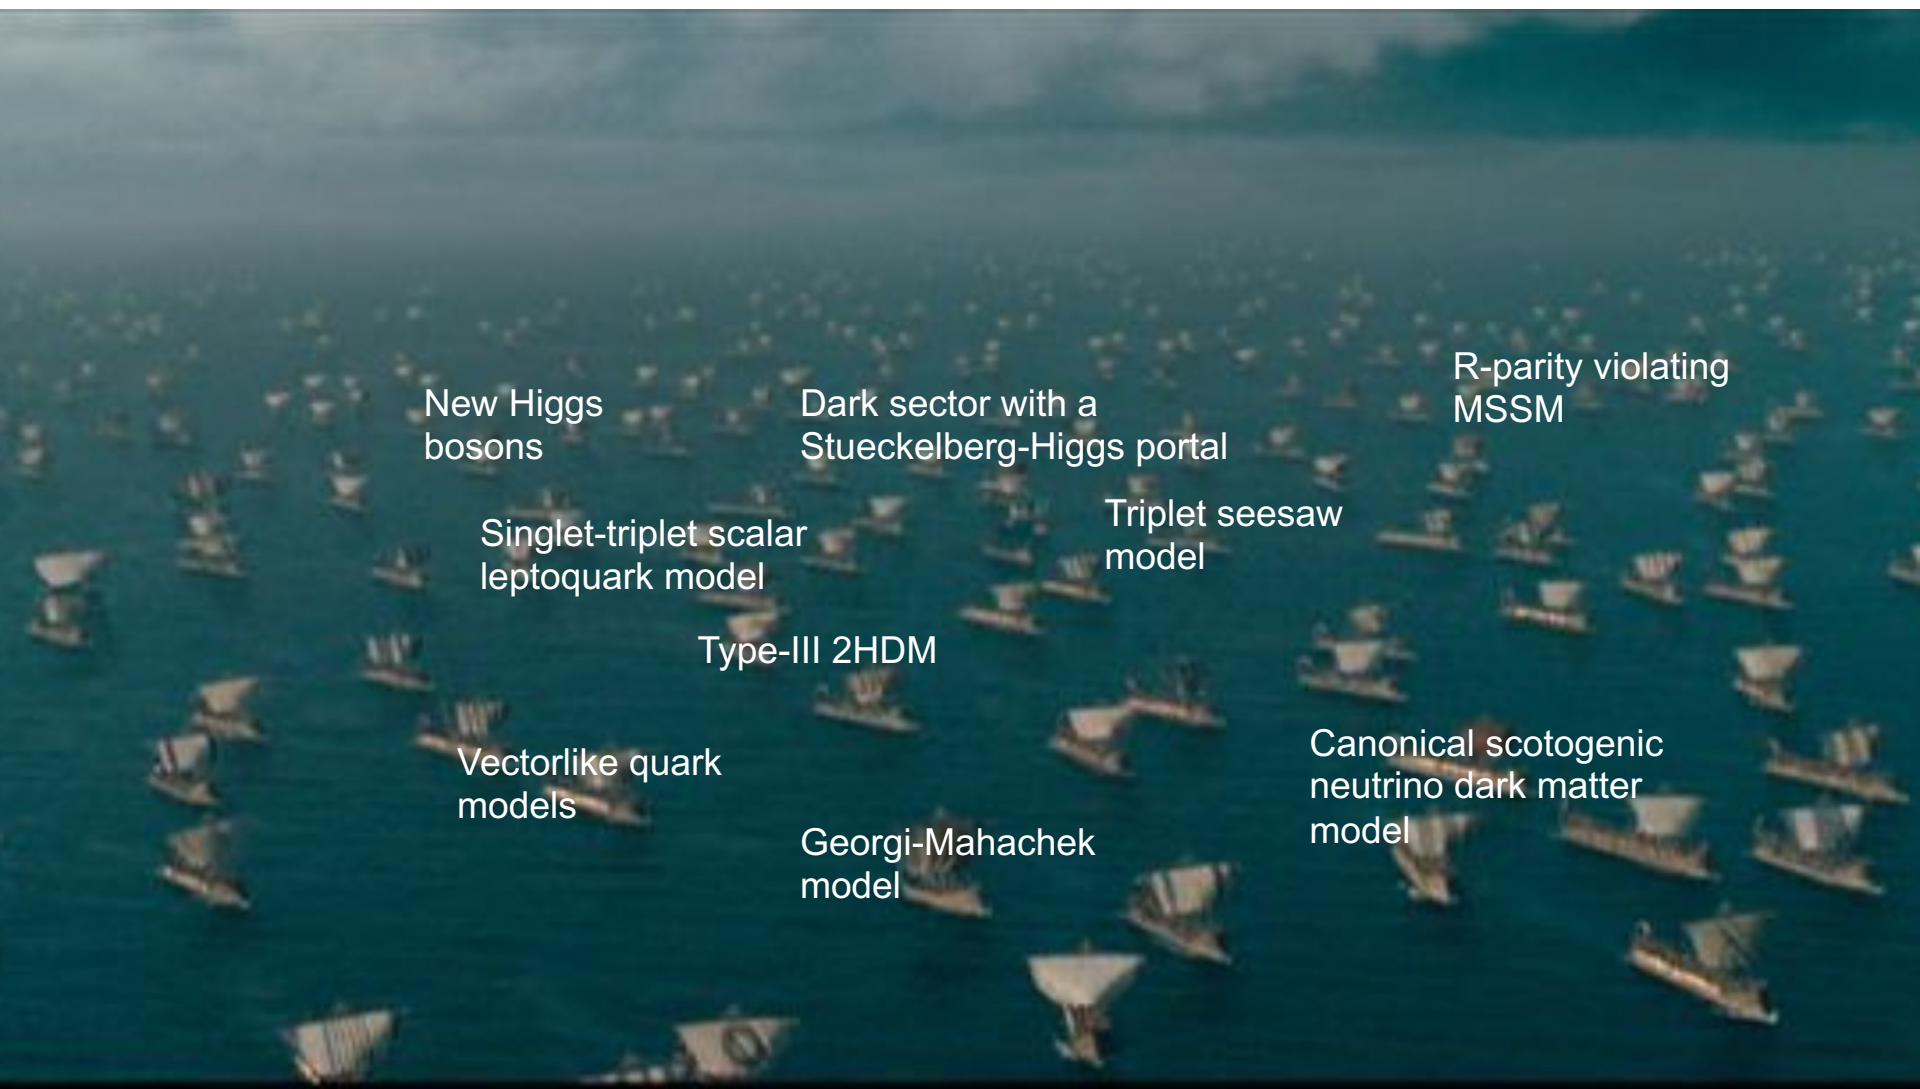 New Higgs
bosons
Dark sector with a
Stueckelberg-Higgs portal
R-parity violating
MSSM
Singlet-triplet scalar
leptoquark model
Triplet seesaw
model
Type-III 2HDM
Vectorlike quark
models
Canonical scotogenic
neutrino dark matter
model
Georgi-Mahachek
model